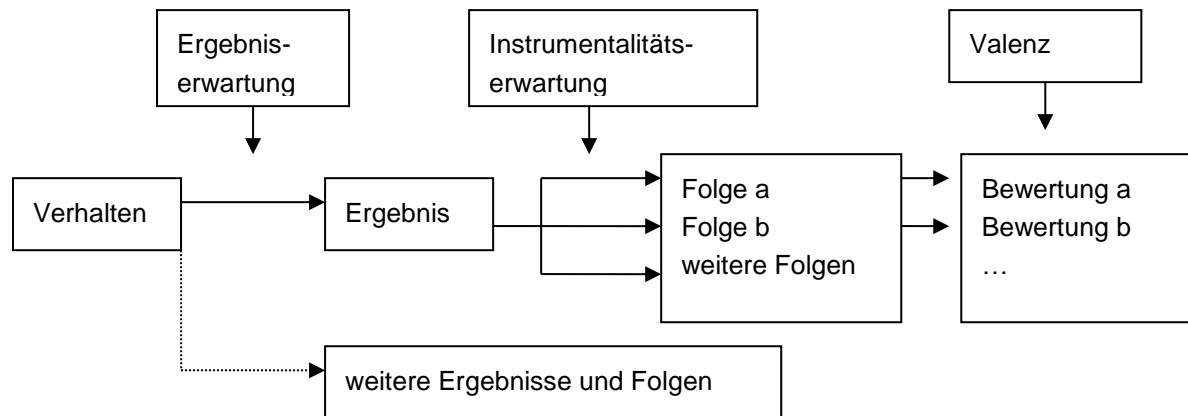 Ergebnis-
erwartung
Instrumentalitäts-
erwartung
Valenz
Verhalten
Ergebnis
Folge a
Folge b
weitere Folgen
Bewertung a
Bewertung b
…
weitere Ergebnisse und Folgen